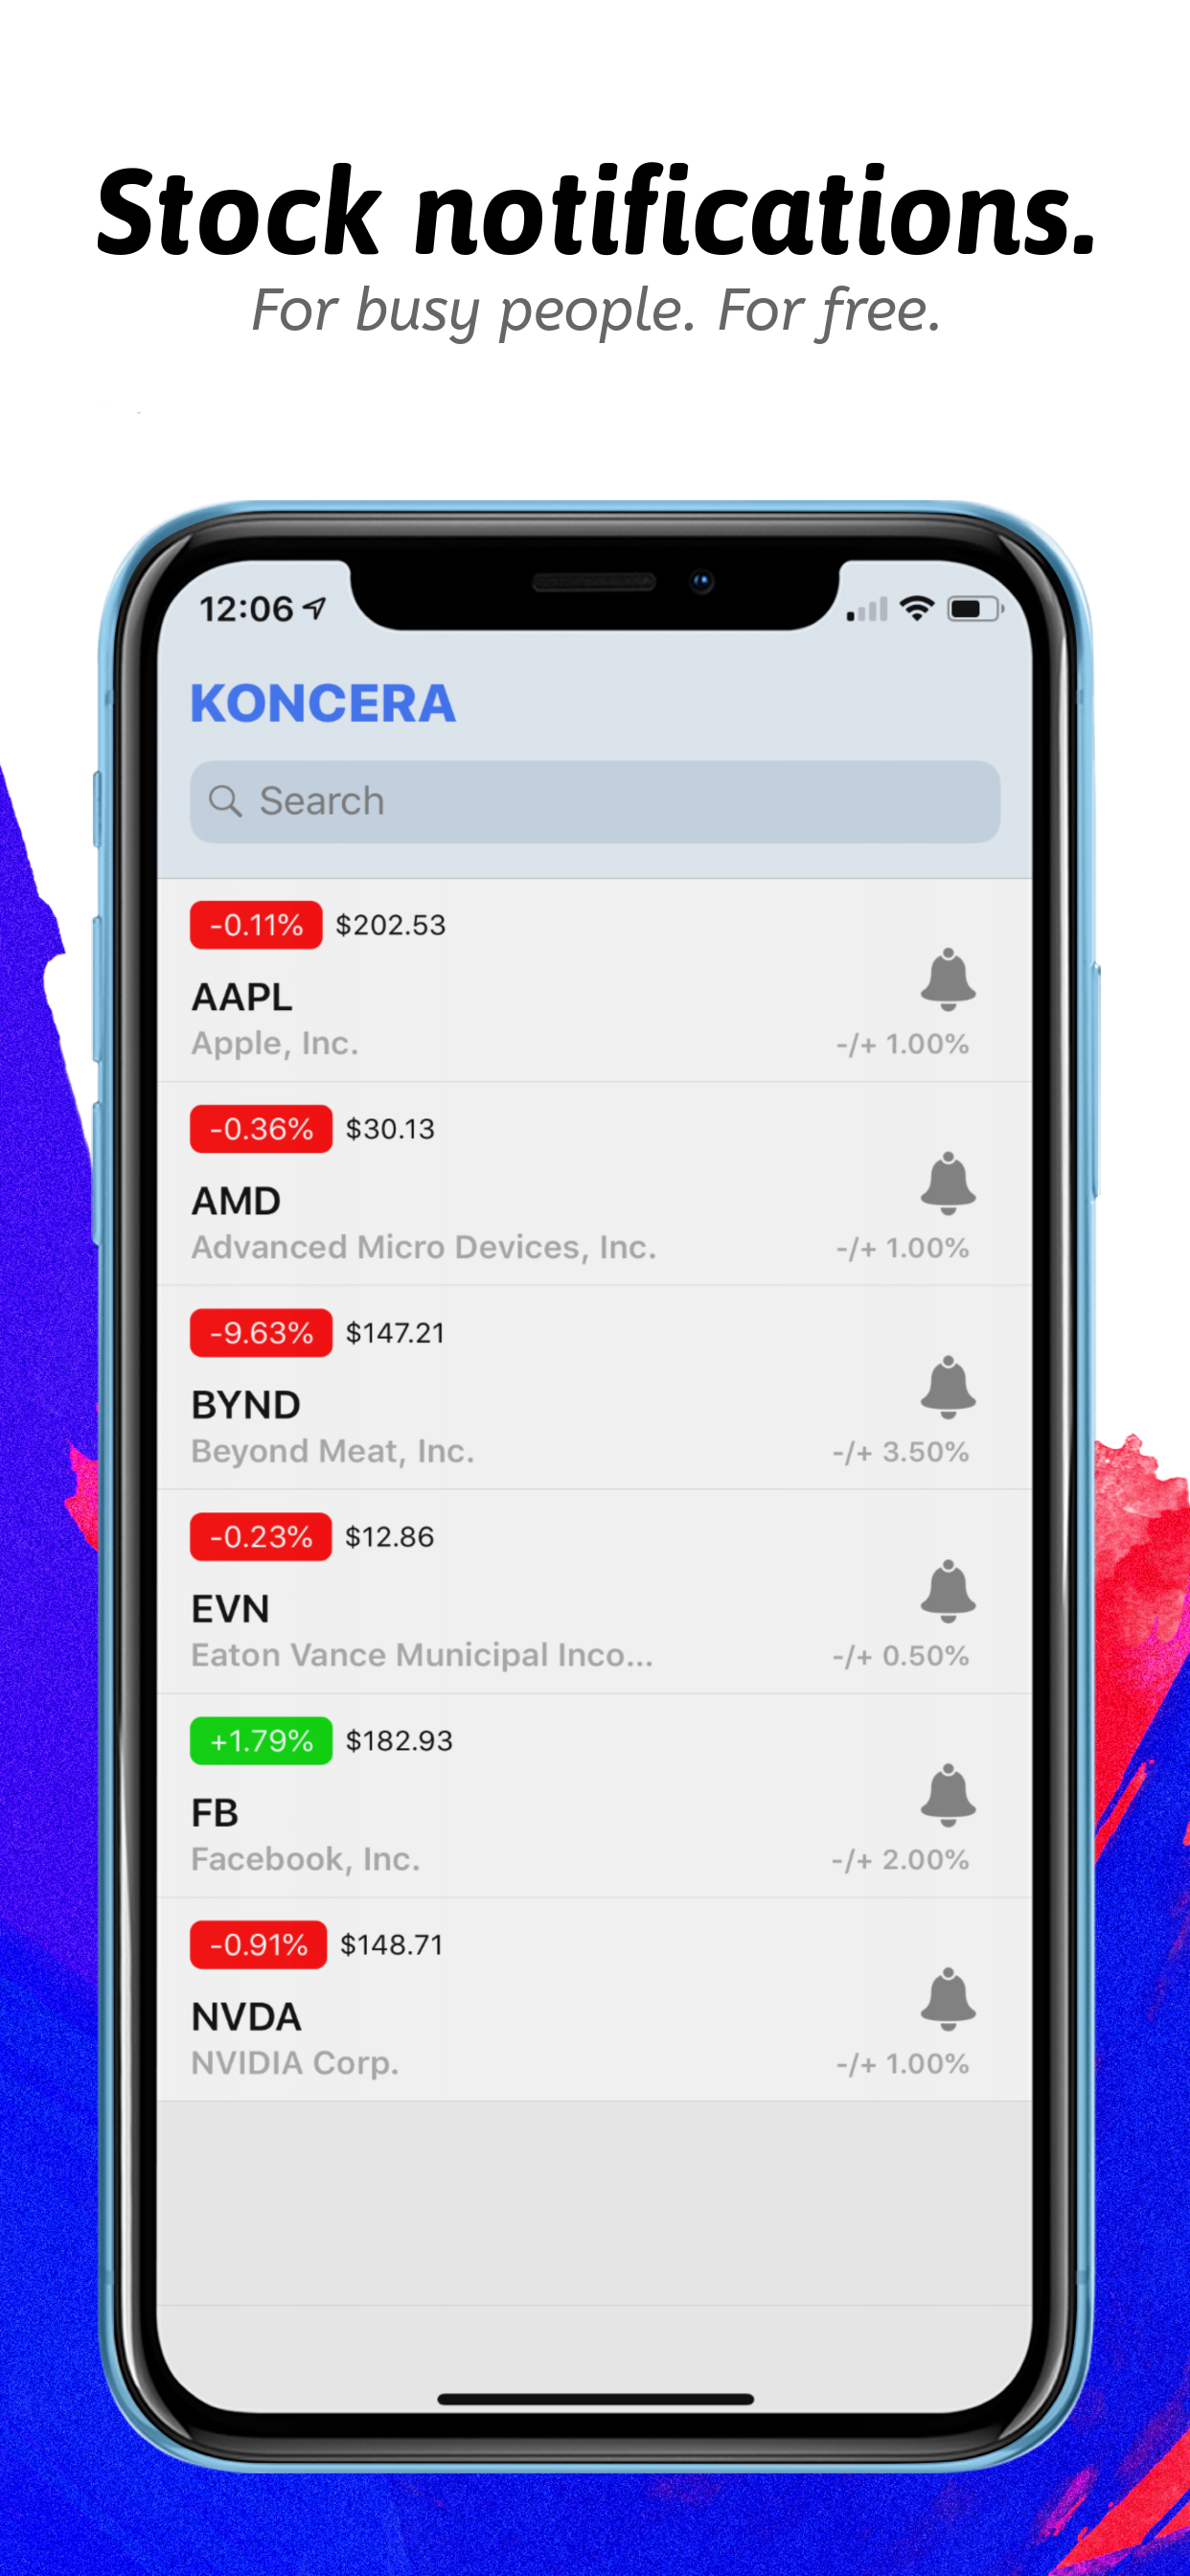 Stock notifications.
For busy people. For free.
12:06
KONCERA
Search
-0.11% $202.53
AAPL
Apple, Inc.
-/+ 1.00%
-0.36% $30.13
AMD
Advanced Micro Devices, Inc.
-/+ 1.00%
-9.63% $147.21
BYND
Beyond Meat, Inc.
-/+ 3.50%
-0.23% $12.86
EVN
Eaton Vance Municipal Inco...
-/+ 0.50%
+1.79% $182.93
FB
Facebook, Inc.
-/+ 2.00%
-0.91% $148.71
NVDA
NVIDIA Corp.
-/+ 1.00%